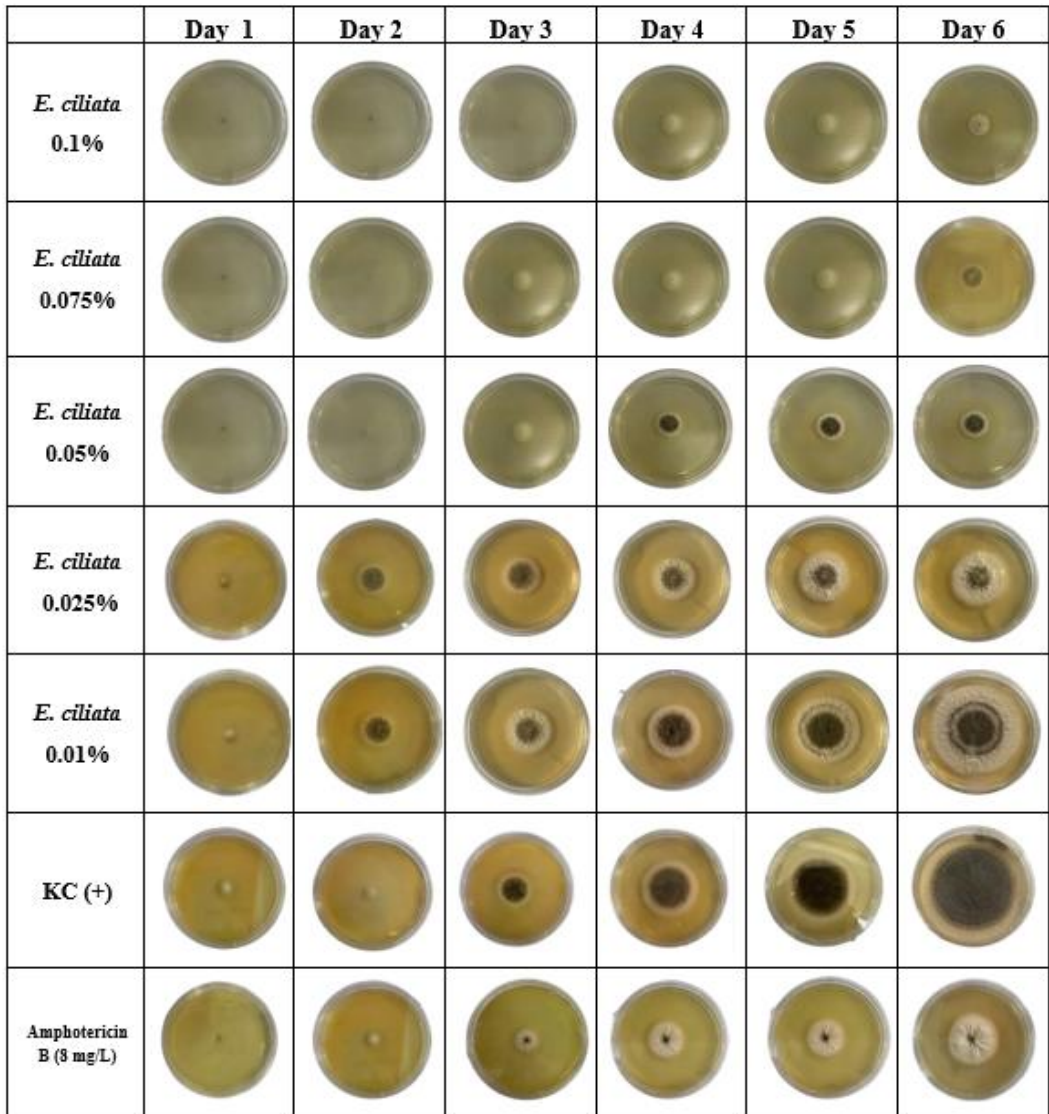 Day 1 Day 2 Day 3 Day 4 Day 5 Day 6
E. ciliata
0.1%
E. ciliata
0.075%
E. ciliata
0.05%
E. ciliata
0.025%
E. ciliata
0.01%
KC (+)
Amphotericin
B (8 mg/L)